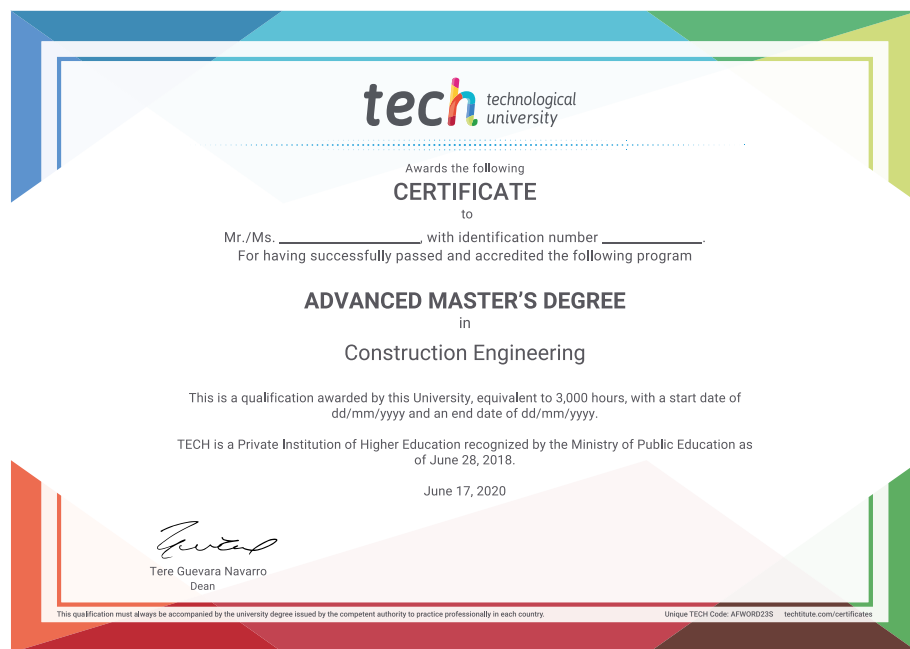 tech technological
university
Awards the following
CERTIFICATE
to
Mr./Ms. ____________________, with identification number ______________.
For having successfully passed and accredited the following program
ADVANCED MASTER'S DEGREE
in
Construction Engineering
This is a qualification awarded by this University, equivalent to 3,000 hours, with a start date of
dd/mm/yyyy and an end date of dd/mm/yyyy.
TECH is a Private Institution of Higher Education recognized by the Ministry of Public Education as
of June 28, 2018.
June 17, 2020
Tere Guevara Navarro
Dean
This qualification must always be accompanied by the university degree issued by the competent authority to practice professionally in each country. Unique TECH Code: AFWORD23S techtitute.com/certificates